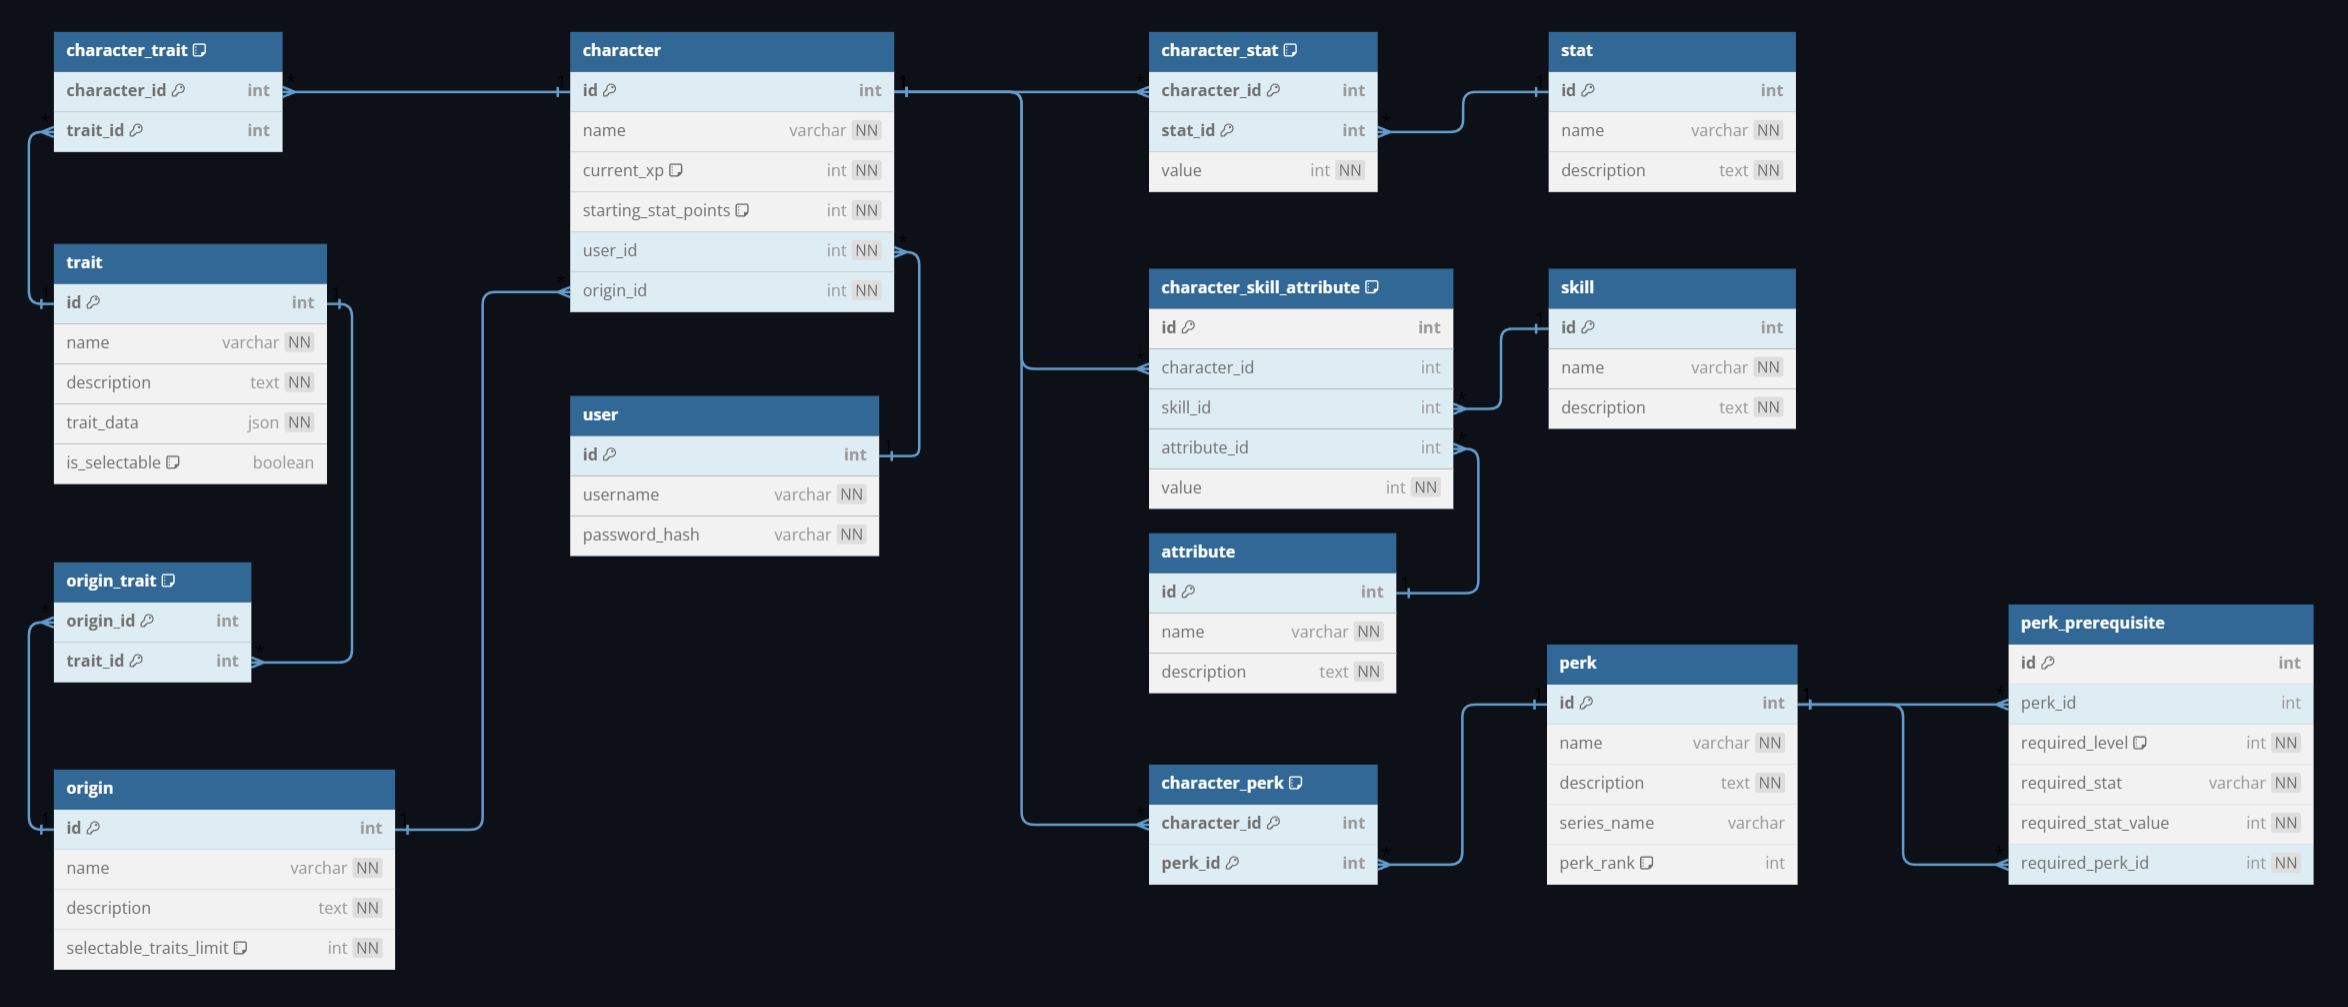 character_trait
character_id int
trait_id int
trait
id int
name varchar NN
description text NN
trait_data json NN
is_selectable boolean
origin_trait
origin_id int
trait_id int
origin
id int
name varchar NN
description text NN
selectable_traits_limit int NN
character
id int
name varchar NN
current_xp int NN
starting_stat_points int NN
user_id int NN
origin_id int NN
user
id int
username varchar NN
password_hash varchar NN
character_stat
character_id int
stat_id int
value int NN
stat
id int
name varchar NN
description text NN
character_skill_attribute
id int
character_id int
skill_id int
attribute_id int
value int NN
skill
id int
name varchar NN
description text NN
attribute
id int
name varchar NN
description text NN
character_perk
character_id int
perk_id int
perk
id int
name varchar NN
description text NN
series_name varchar
perk_rank int
perk_prerequisite
id int
perk_id int
required_level int NN
required_stat varchar NN
required_stat_value int NN
required_perk_id int NN